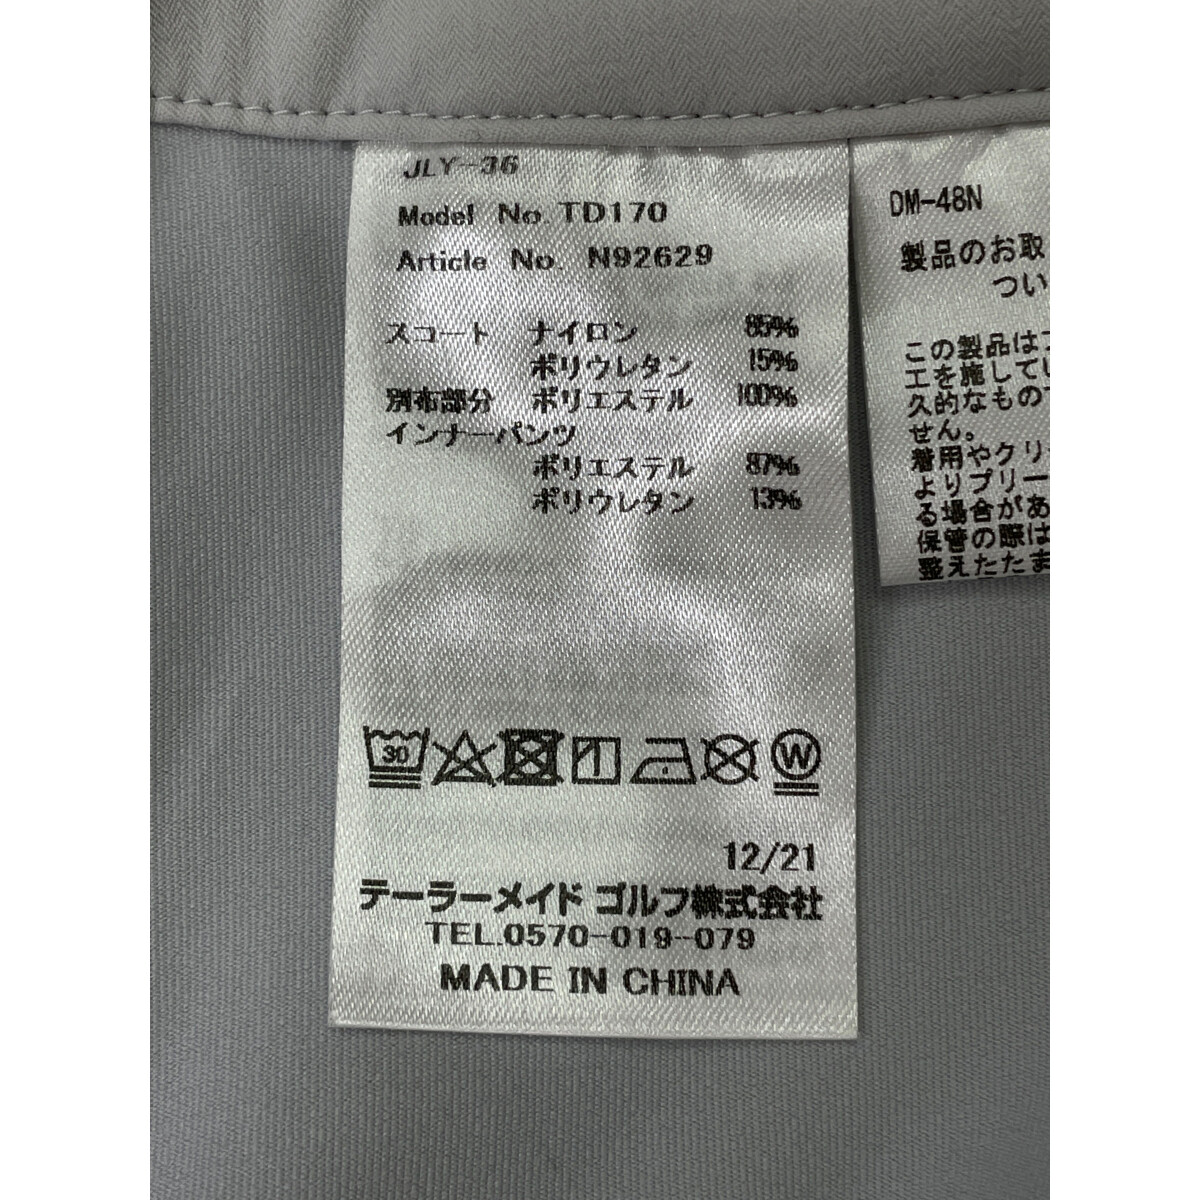 JLY-36
Model No. TD170
Article No. N92629
スコート ナイロン 85%
ポリウレタン 15%
別布部分 ポリエステル 100%
インナーパンツ
ポリエステル 87%
ポリウレタン 13%
30
W
12/21
テーラーメイド ゴルフ株式会社
TEL.0570-019-079
MADE IN CHINA
DM-48N
製品のお取
つい
この製品は
工を施してい
久的なもので
せん。
着用やクリ
よりプリー
る場合があ
保管の際は
整えたたま